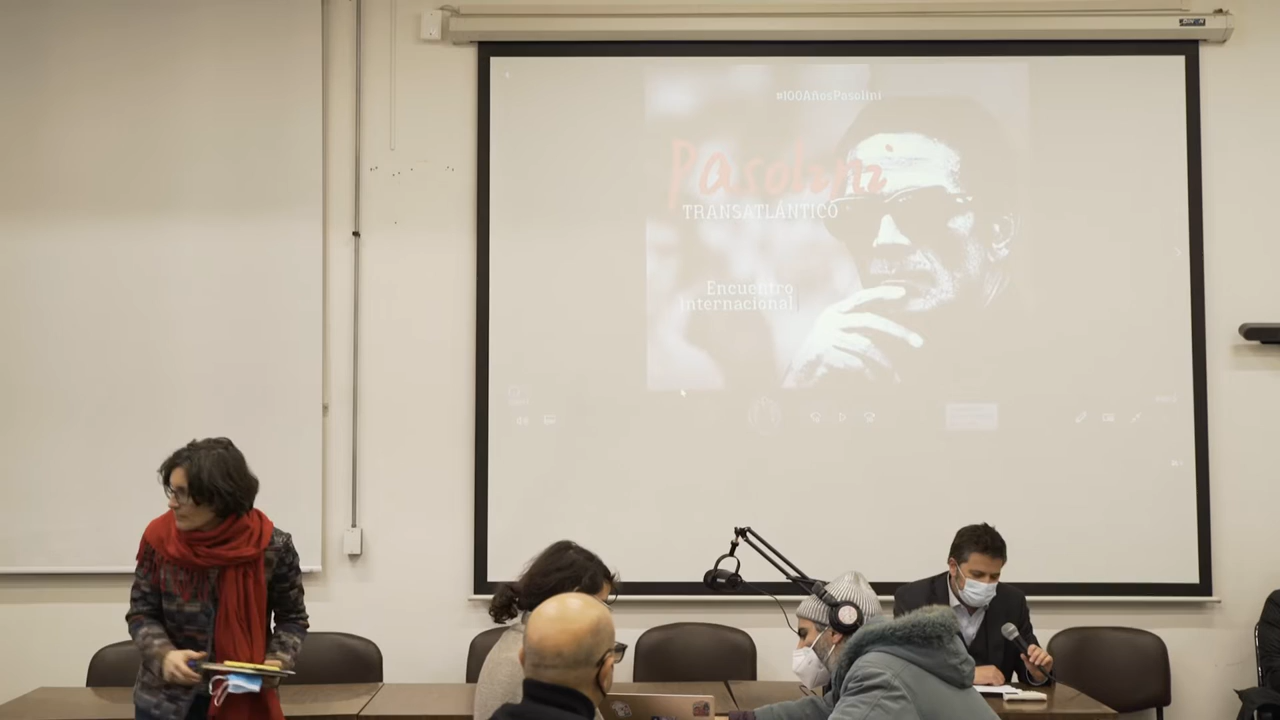 #100AñosPasolini
Pasolini
TRANSATLÁNTICO
Encuentro
internacional